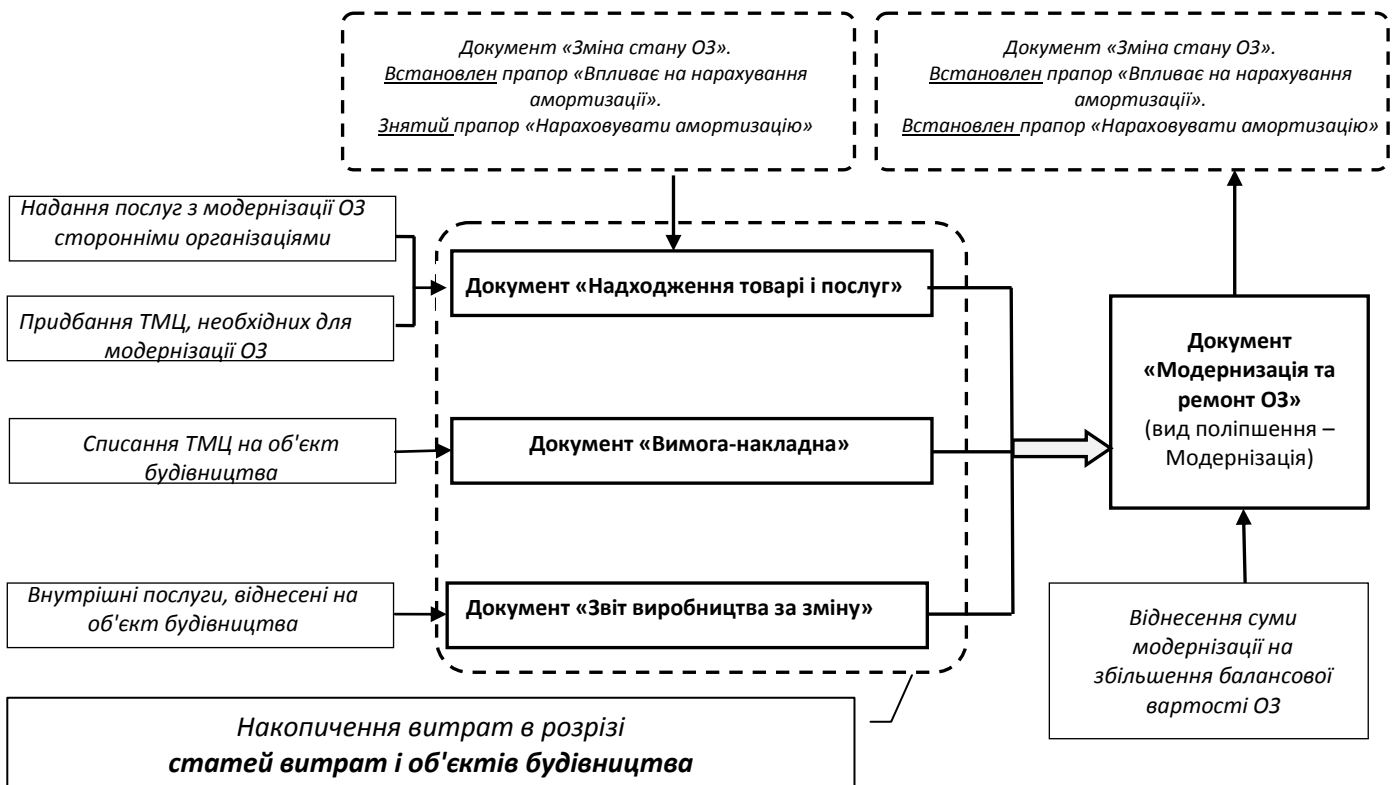 Документ «Зміна стану ОЗ».
Встановлен прапор «Впливає на нарахування
амортизації».
Знятий прапор «Нараховувати амортизацію»
Документ «Зміна стану ОЗ».
Встановлен прапор «Впливає на нарахування
амортизації».
Встановлен прапор «Нараховувати амортизацію»
Надання послуг з модернізації ОЗ
сторонніми організаціями
Придбання ТМЦ, необхідних для
модернізації ОЗ
Документ «Надходження товарі і послуг»
Списання ТМЦ на об'єкт
будівництва
Документ «Вимога-накладна»
Внутрішні послуги, віднесені на
об'єкт будівництва
Документ «Звіт виробництва за зміну»
Документ
«Модернизація та
ремонт ОЗ»
(вид поліпшення –
Модернізація)
Віднесення суми
модернізації на
збільшення балансової
вартості ОЗ
Накопичення витрат в розрізі
статей витрат і об'єктів будівництва